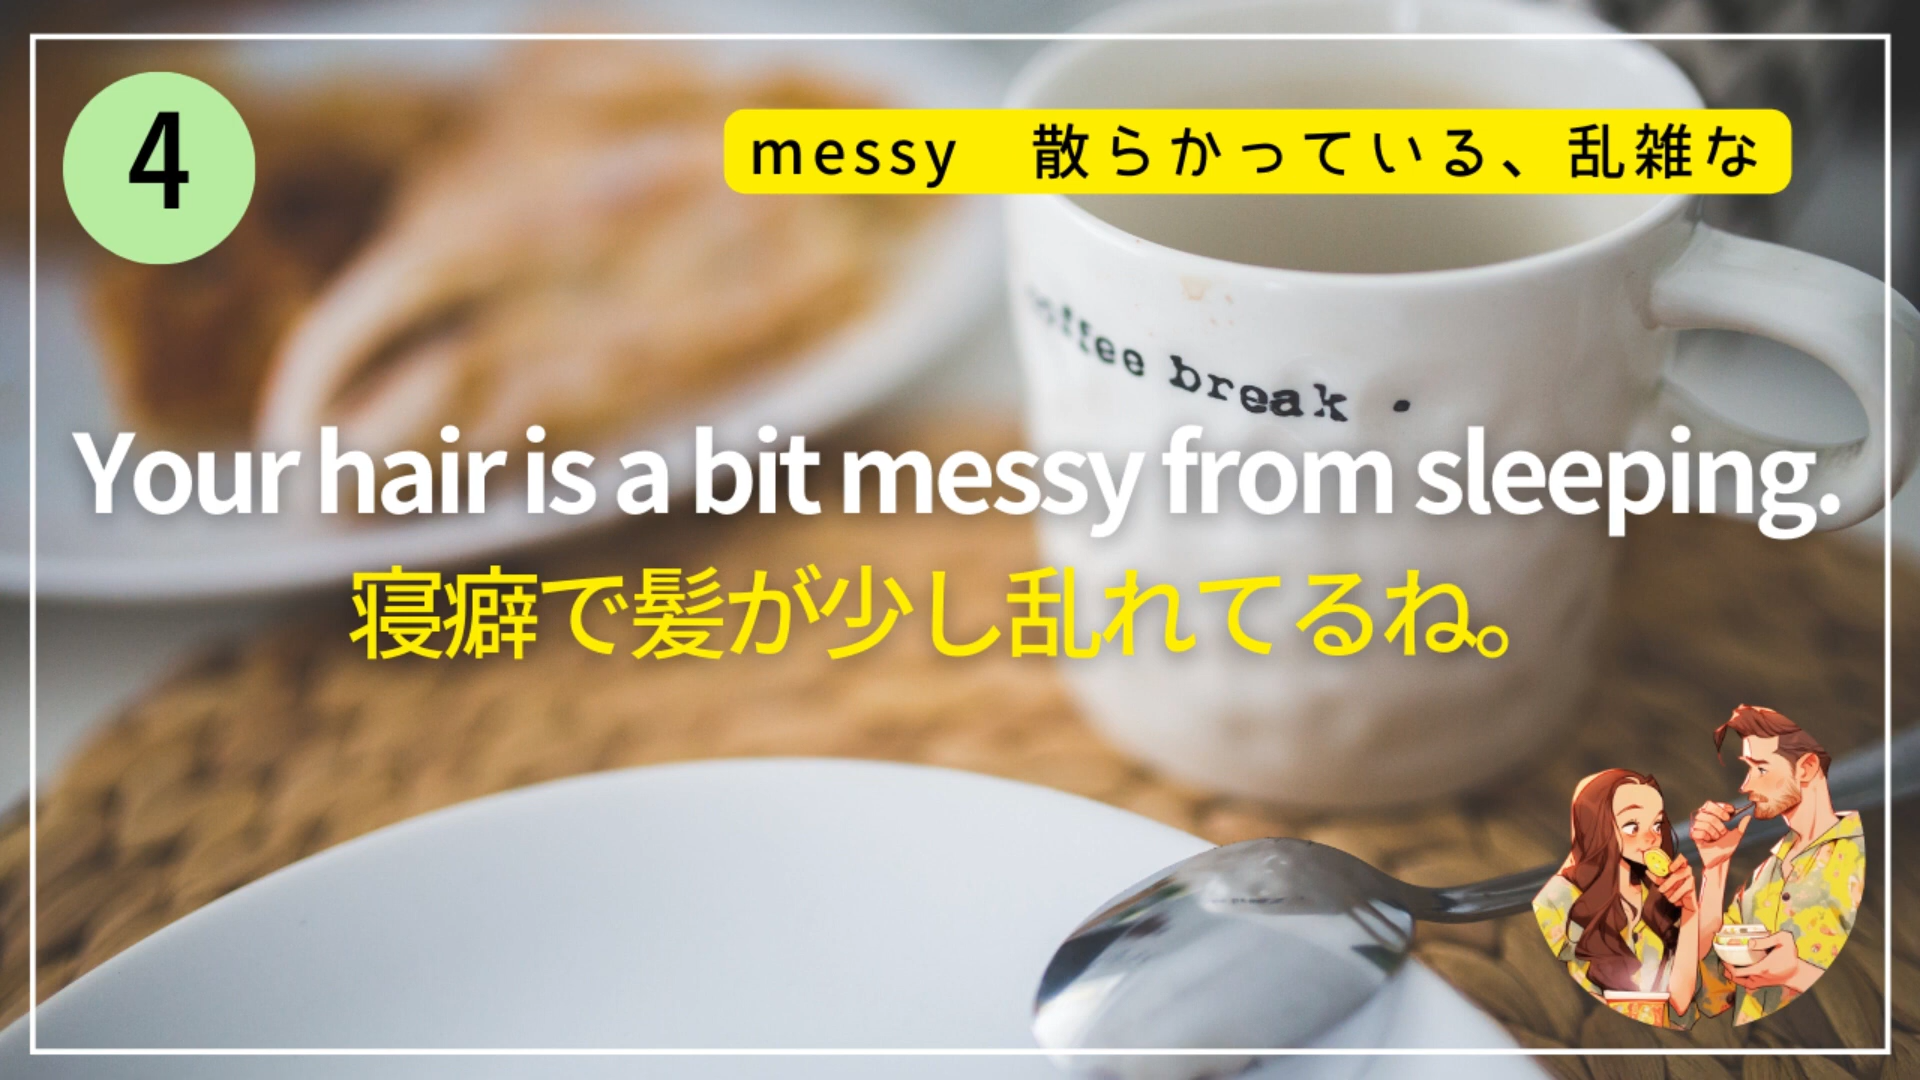 4
messy 散らかっている、乱雑な
coffee break .
Your hair is a bit messy from sleeping.
寝癖で髪が少し乱れてるね。